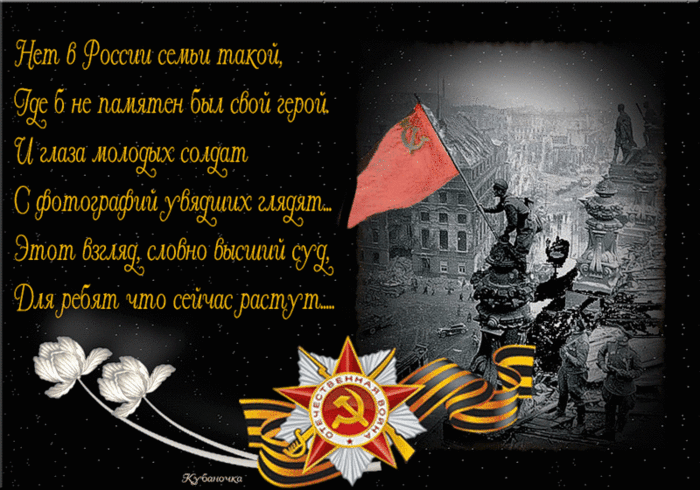 Нет в России семьи такой,
Где б не памятен был свой герой.
И глаза молодых солдат
С фотографий увядших глядят...
Этот взгляд, словно высший суд,
Для ребят что сейчас растут.....
ОТЕЧЕСТВЕННАЯ ВОЙНА
Кубаночка